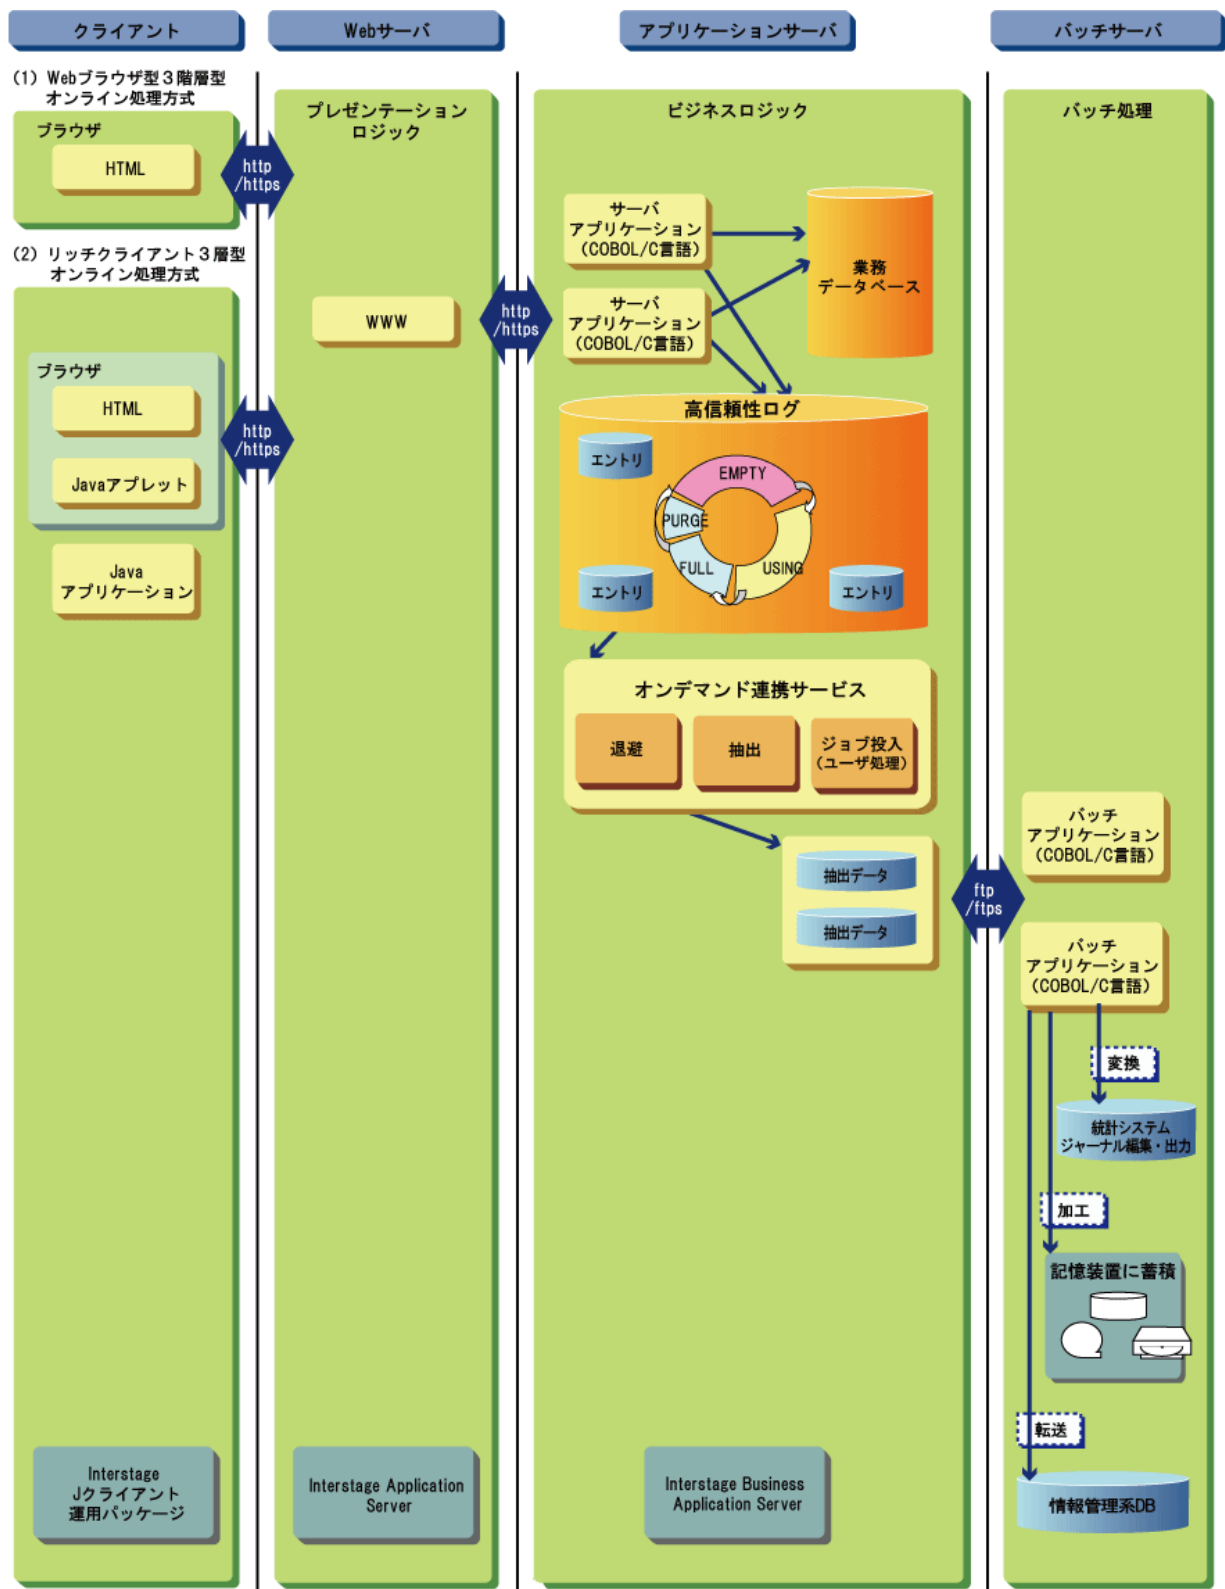 クライアント
Webサーバ
アプリケーションサーバ
バッチサーバ
(1) Webブラウザ型３階層型
オンライン処理方式
ブラウザ
HTML
http
/https
(2) リッチクライアント３層型
オンライン処理方式
ブラウザ
HTML
Javaアプレット
http
/https
Java
アプリケーション
Interstage
Jクライアント
運用パッケージ
プレゼンテーション
ロジック
WWW
http
/https
Interstage Application
Server
ビジネスロジック
サーバ
アプリケーション
(COBOL/C言語)
サーバ
アプリケーション
(COBOL/C言語)
業務
データベース
高信頼性ログ
エントリ
EMPTY
PURGE
FULL
USING
エントリ
エントリ
オンデマンド連携サービス
退避
抽出
ジョブ投入
(ユーザ処理)
抽出データ
抽出データ
ftp
/ftps
Interstage Business
Application Server
バッチ処理
バッチ
アプリケーション
(COBOL/C言語)
バッチ
アプリケーション
(COBOL/C言語)
変換
統計システム
ジャーナル編集・出力
加工
記憶装置に蓄積
転送
情報管理系DB